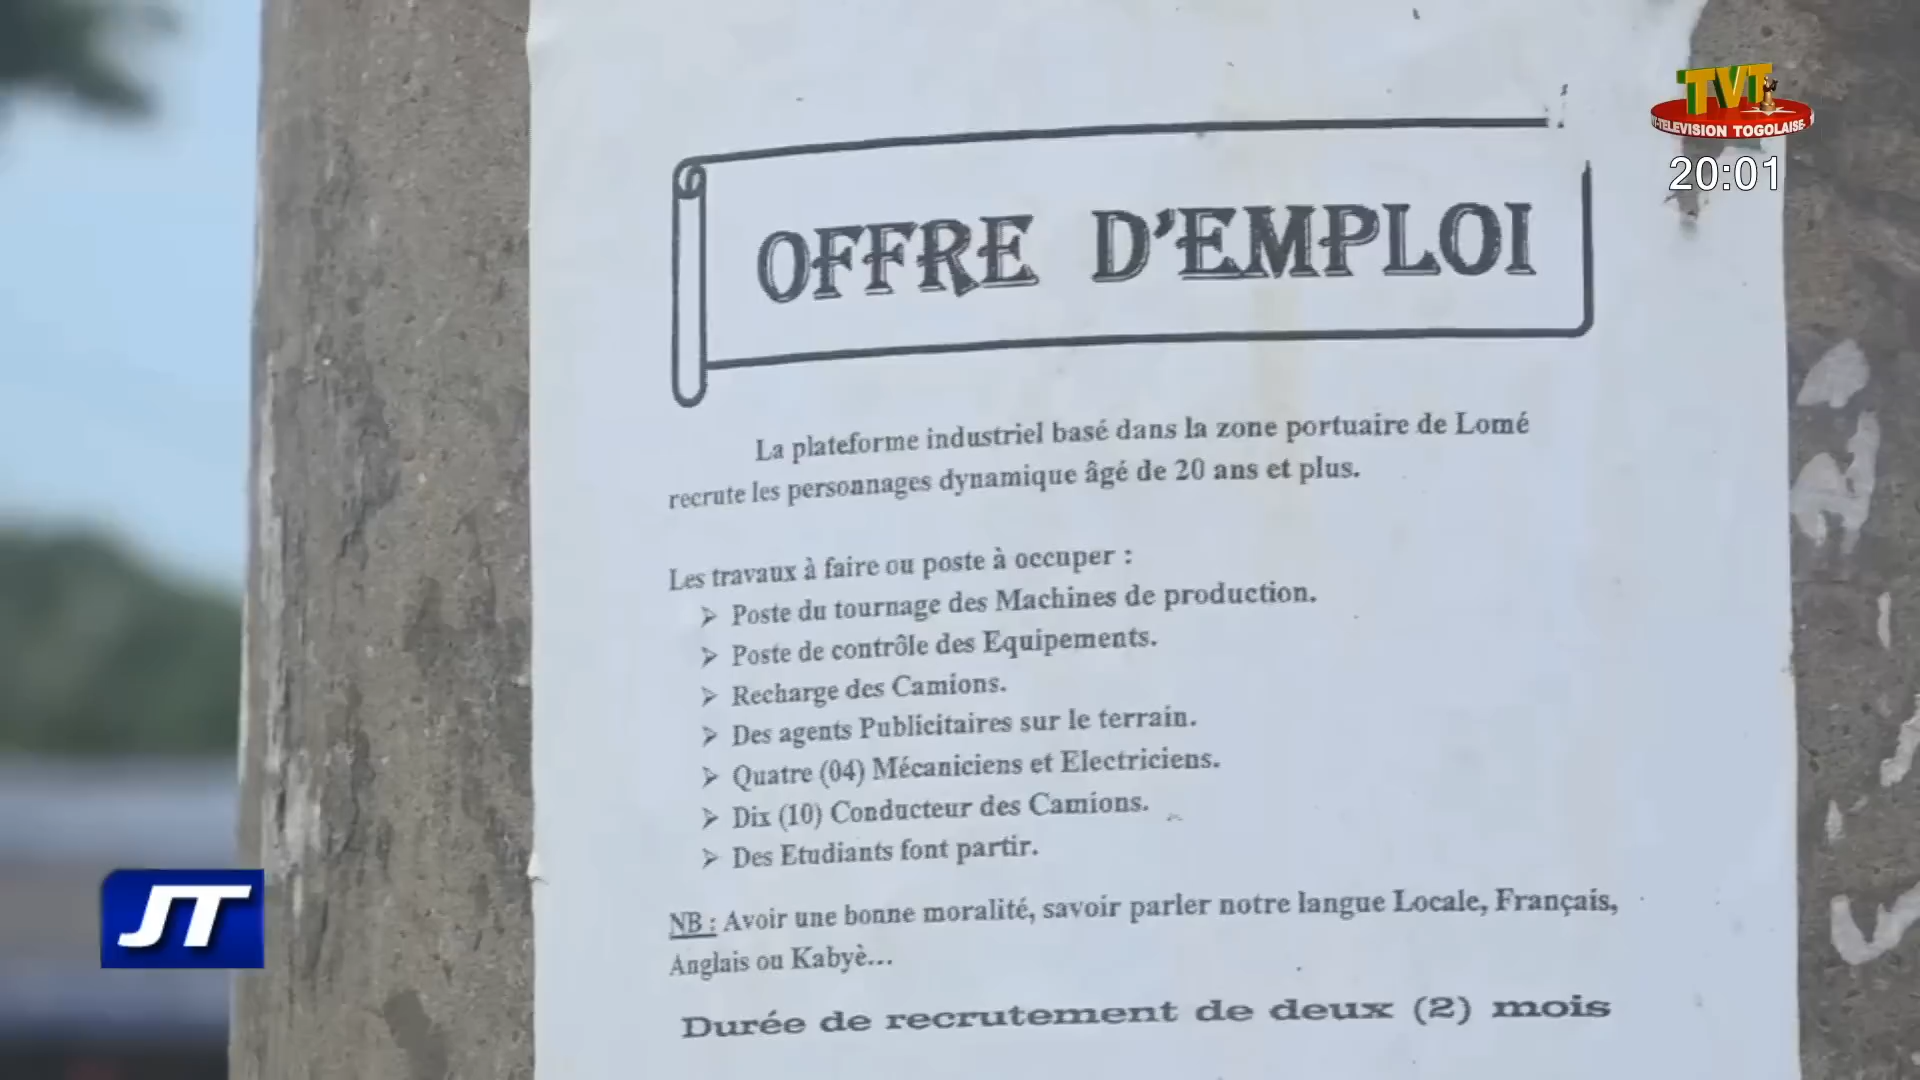 TVT
TELEVISION TOGOLAISE
20:01
OFFRE D'EMPLOI
La plateforme industriel basé dans la zone portuaire de Lomé
recrute les personnages dynamique âgé de 20 ans et plus.
Les travaux à faire ou poste à occuper :
➢ Poste du tournage des Machines de production.
➢ Poste de contrôle des Equipements.
➢ Recharge des Camions.
➢ Des agents Publicitaires sur le terrain.
➢ Quatre (04) Mécaniciens et Electriciens.
➢ Dix (10) Conducteur des Camions.
➢ Des Etudiants font partir.
NB : Avoir une bonne moralité, savoir parler notre langue Locale, Français,
Anglais ou Kabyè...
Durée de recrutement de deux (2) mois
JT